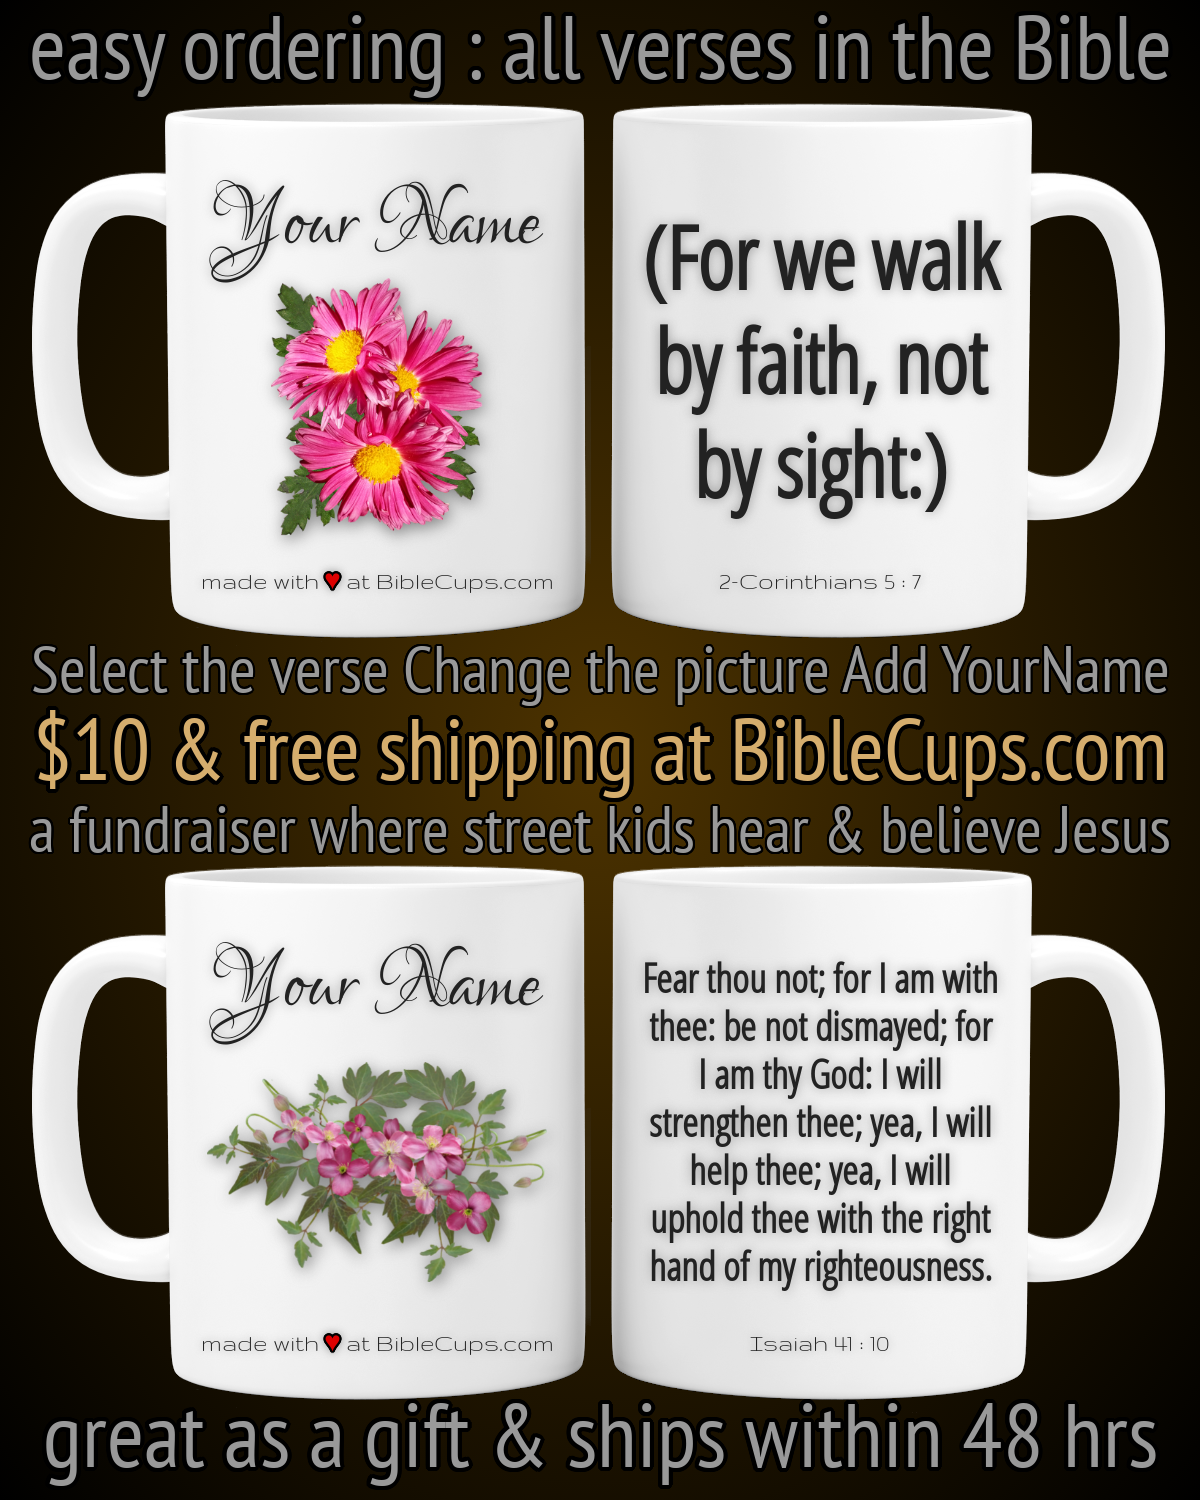 easy ordering : all verses in the Bible
Your Name
made with ♥ at BibleCups.com
(For we walk
by faith, not
by sight:)
2-Corinthians 5 : 7
Select the verse Change the picture Add YourName
$10 & free shipping at BibleCups.com
a fundraiser where street kids hear & believe Jesus
Your Name
made with ♥ at BibleCups.com
Fear thou not; for I am with
thee: be not dismayed; for
I am thy God: I will
strengthen thee; yea, I will
help thee; yea, I will
uphold thee with the right
hand of my righteousness.
Isaiah 41 : 10
great as a gift & ships within 48 hrs